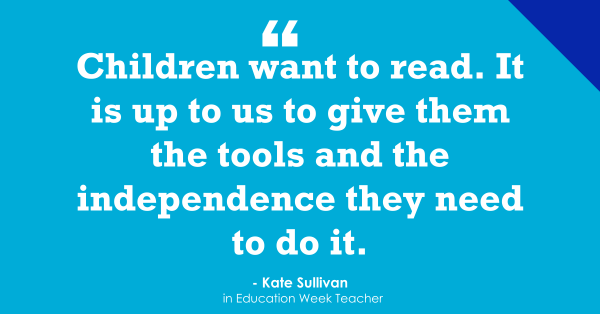 “
Children want to read. It
is up to us to give them
the tools and the
independence they need
to do it.
- Kate Sullivan
in Education Week Teacher